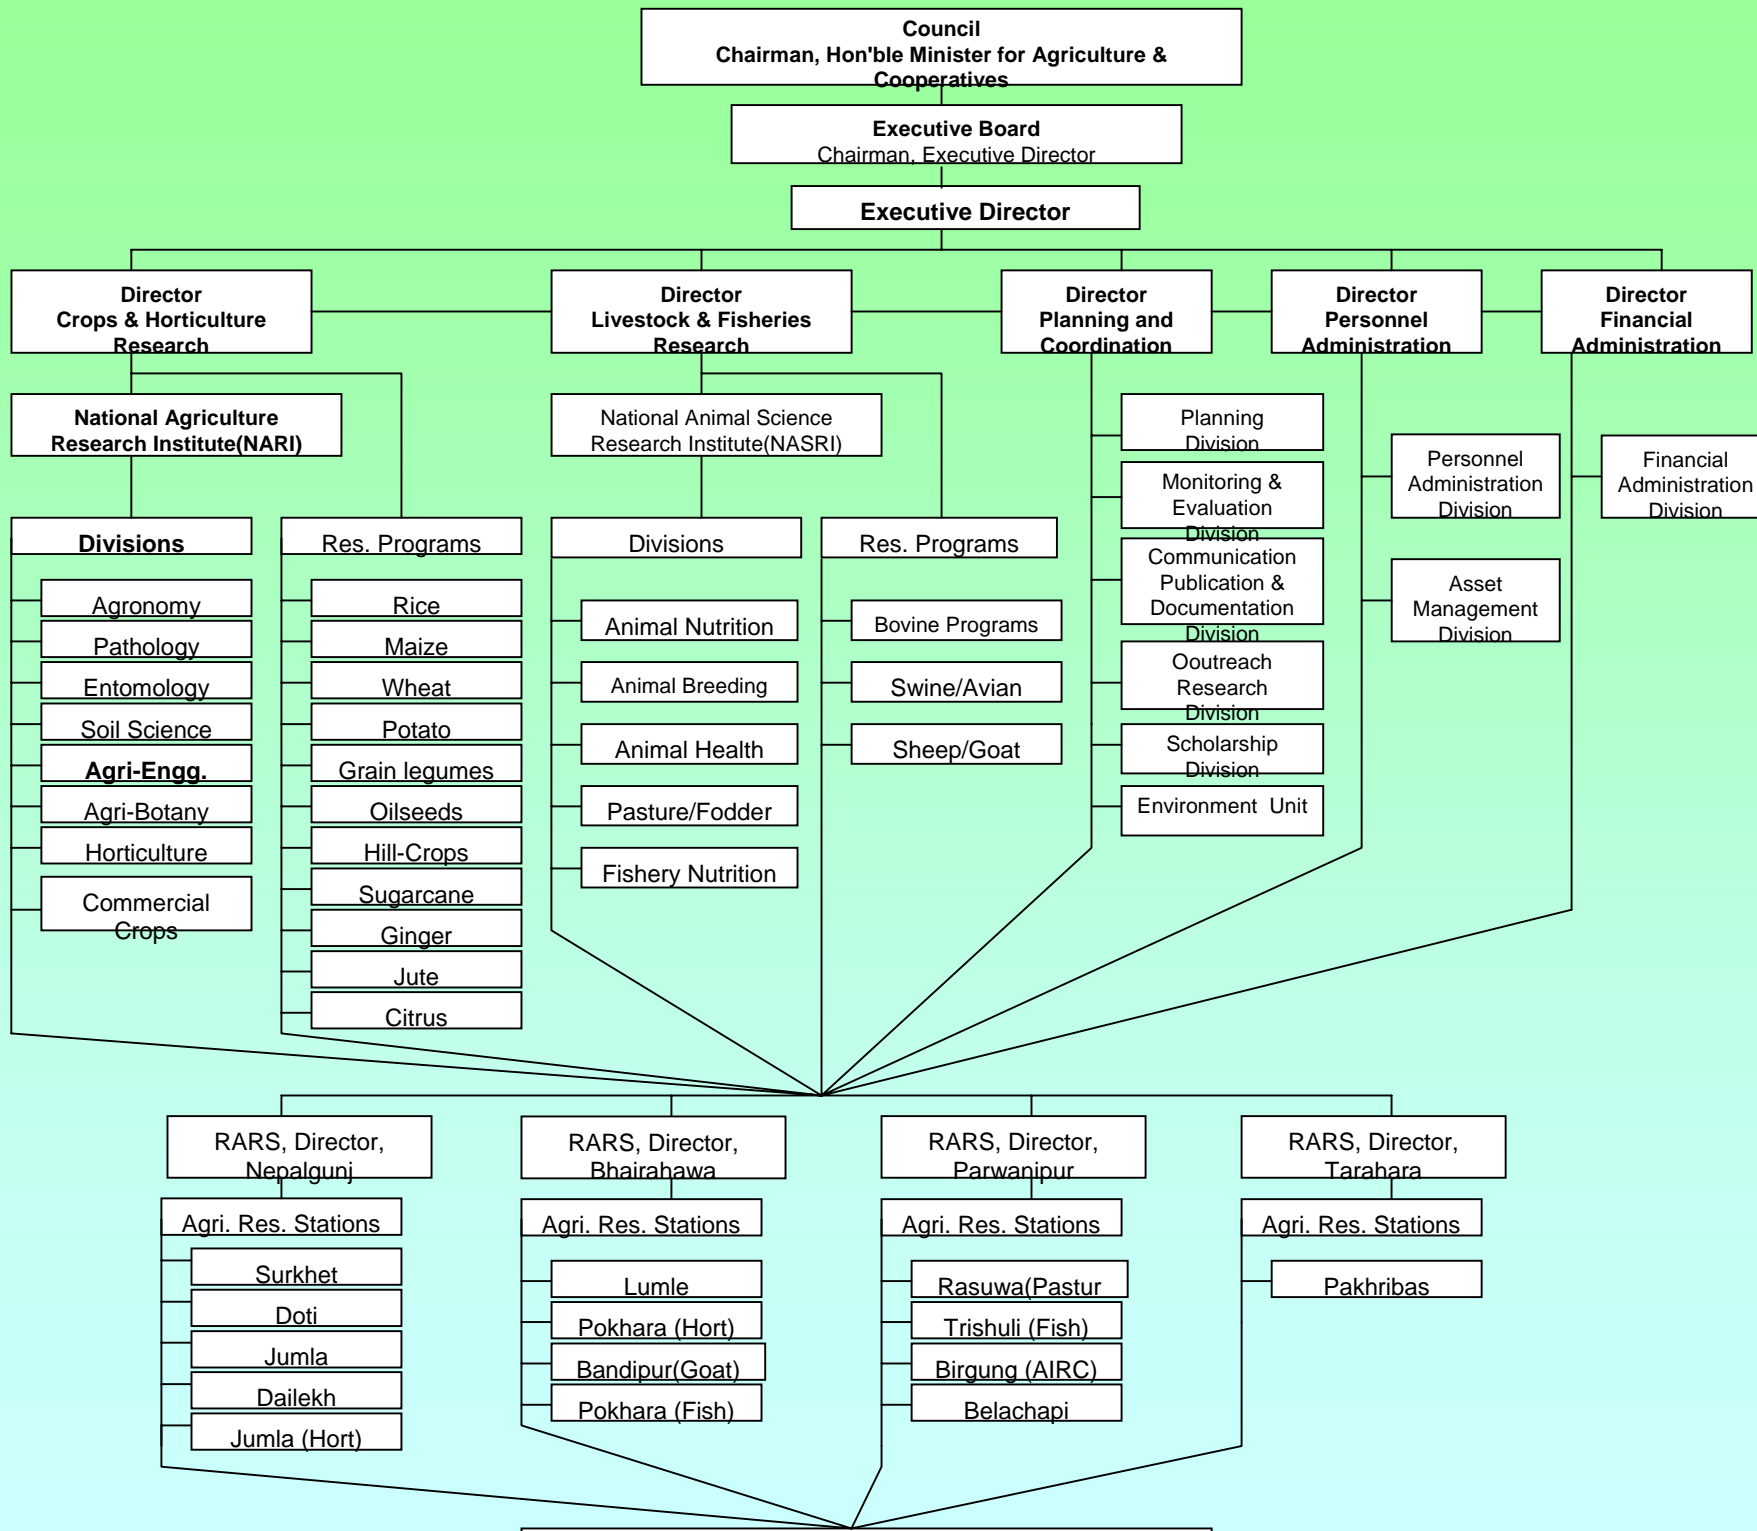 Council
Chairman, Hon'ble Minister for Agriculture &
Cooperatives
Executive Board
Chairman, Executive Director
Executive Director
Director
Crops & Horticulture
Research
Director
Livestock & Fisheries
Research
Director
Planning and
Coordination
Director
Personnel
Administration
Director
Financial
Administration
National Agriculture
Research Institute(NARI)
National Animal Science
Research Institute(NASRI)
Divisions
Agronomy
Pathology
Entomology
Soil Science
Agri-Engg.
Agri-Botany
Horticulture
Commercial
Crops
Res. Programs
Rice
Maize
Wheat
Potato
Grain legumes
Oilseeds
Hill-Crops
Sugarcane
Ginger
Jute
Citrus
Divisions
Animal Nutrition
Animal Breeding
Animal Health
Pasture/Fodder
Fishery Nutrition
Res. Programs
Bovine Programs
Swine/Avian
Sheep/Goat
Planning
Division
Monitoring &
Evaluation
Division
Communication
Publication &
Documentation
Division
Ooutreach
Research
Division
Scholarship
Division
Environment Unit
Personnel
Administration
Division
Asset
Management
Division
Financial
Administration
Division
RARS, Director,
Nepalgunj
Agri. Res. Stations
Surkhet
Doti
Jumla
Dailekh
Jumla (Hort)
RARS, Director,
Bhairahawa
Agri. Res. Stations
Lumle
Pokhara (Hort)
Bandipur(Goat)
Pokhara (Fish)
RARS, Director,
Parwanipur
Agri. Res. Stations
Rasuwa(Pastur
Trishuli (Fish)
Birgung (AIRC)
Belachapi
RARS, Director,
Tarahara
Agri. Res. Stations
Pakhribas